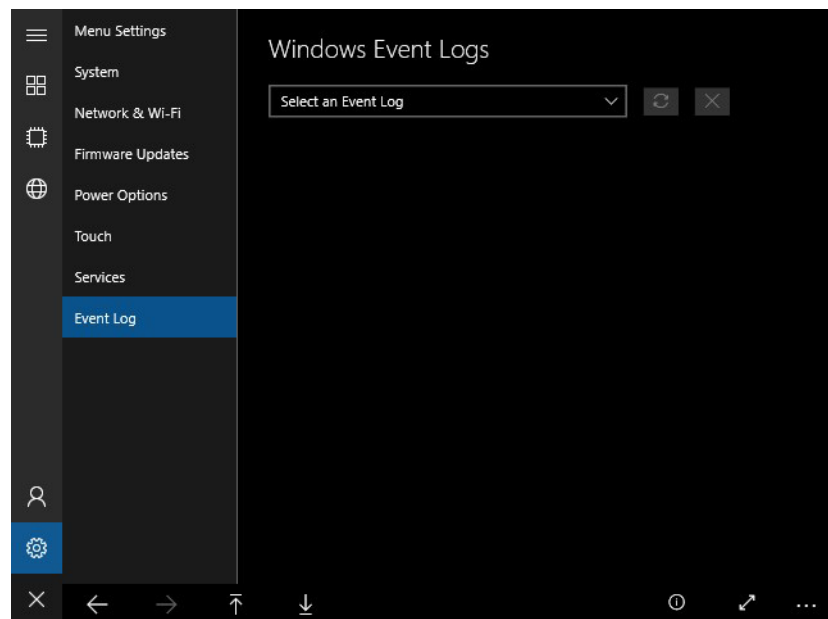 Menu Settings
System
Network & Wi-Fi
Firmware Updates
Power Options
Touch
Services
Event Log
Windows Event Logs
Select an Event Log